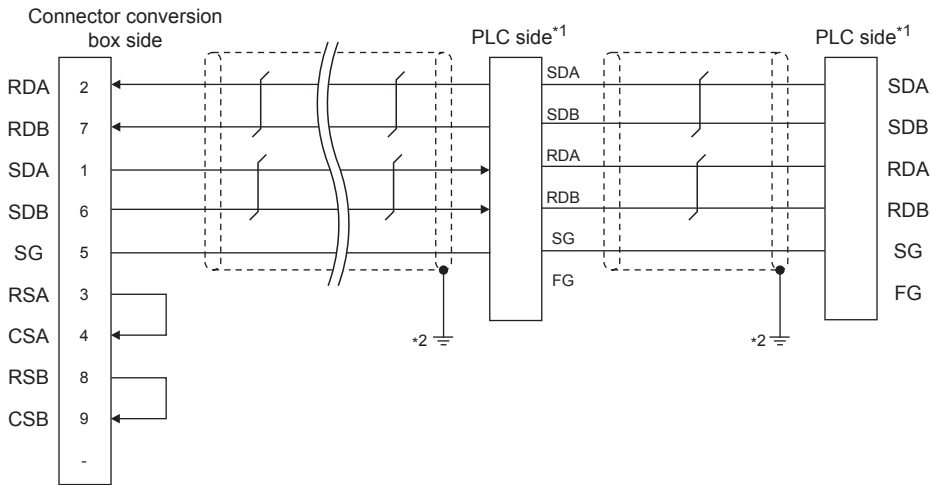 Connector conversion
box side
PLC side*1
PLC side*1
RDA 2 SDA SDA
RDB 7 SDB SDB
SDA 1 RDA RDA
SDB 6 RDB RDB
SG 5 SG SG
RSA 3 FG FG
CSA 4 *2 *2
RSB 8
CSB 9
-